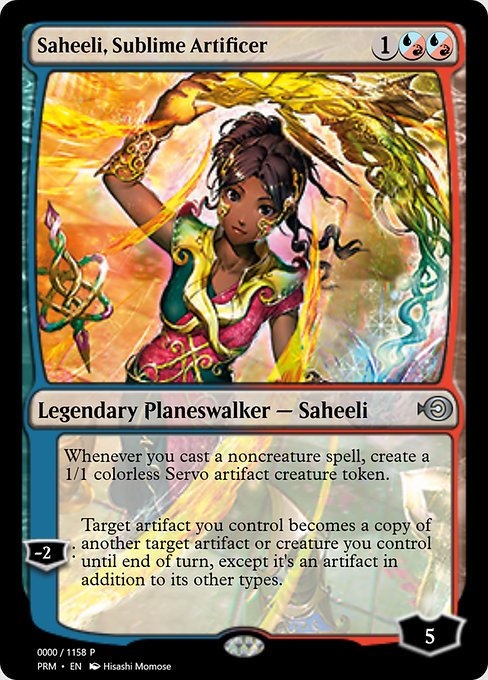 Saheeli, Sublime Artificer 1
Legendary Planeswalker — Saheeli
Whenever you cast a noncreature spell, create a
1/1 colorless Servo artifact creature token.
Target artifact you control becomes a copy of
another target artifact or creature you control
-2 : until end of turn, except it's an artifact in
addition to its other types.
5
0000 / 1158 P
PRM • EN Hisashi Momose